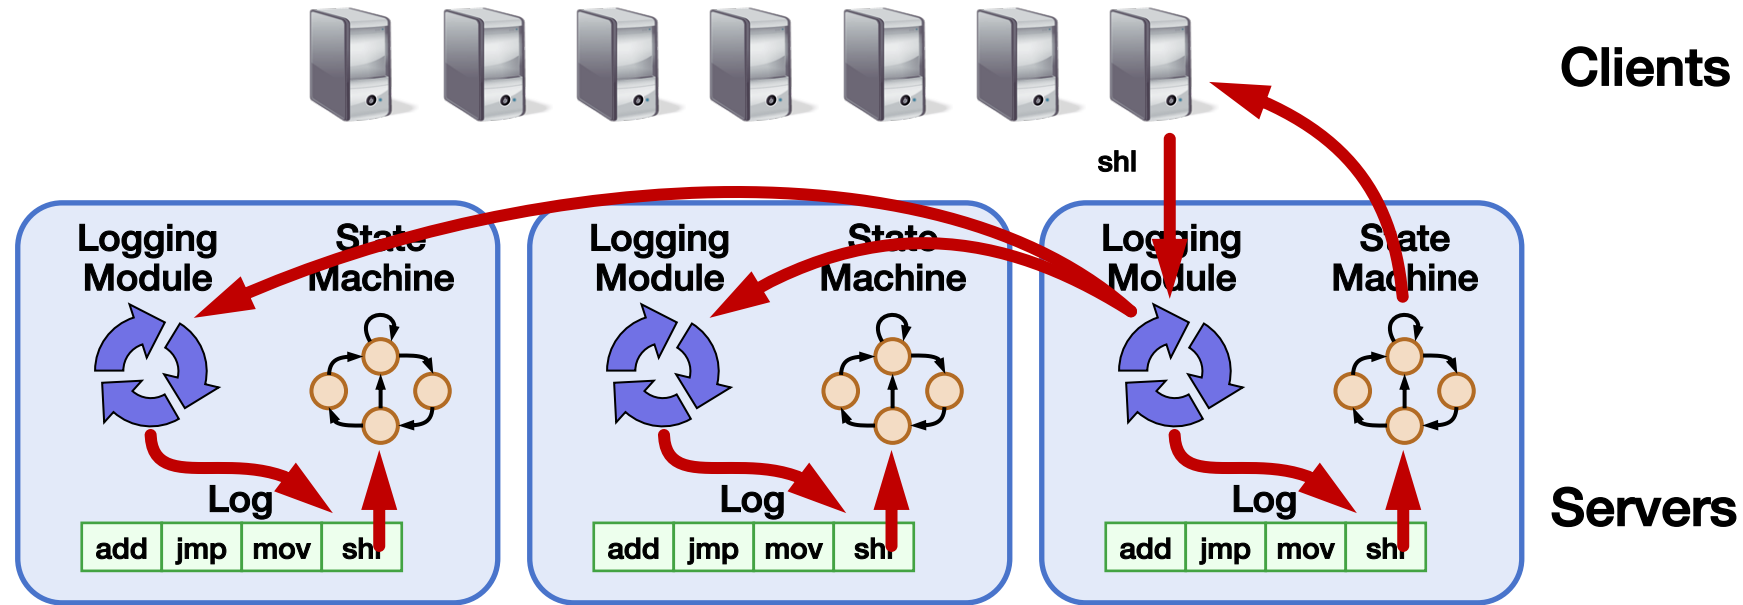 Clients
shl
Logging Module
State Machine
Logging Module
State Machine
Logging Module
State Machine
Log
Log
Log
Servers
add jmp mov shl
add jmp mov shl
add jmp mov shl